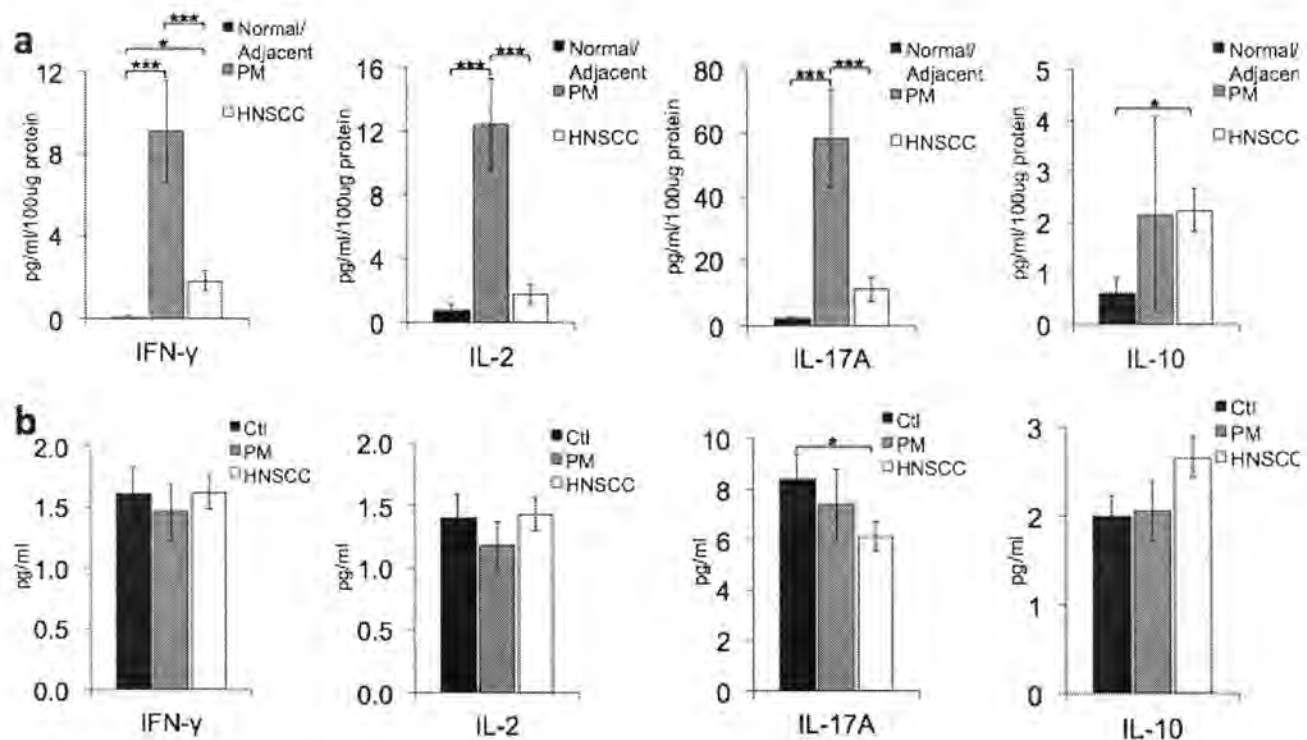 a
***
*
***
12
8
4
0
pg/ml/100ug protein
IFN-γ
Normal/
Adjacent
PM
HNSCC
***
***
16
12
8
4
0
pg/ml/100ug protein
IL-2
Normal/
Adjacent
PM
HNSCC
***
***
80
60
40
20
0
pg/ml/100ug protein
IL-17A
Normal/
Adjacent
PM
HNSCC
*
5
4
3
2
1
0
pg/ml/100ug protein
IL-10
Normal/
Adjacent
PM
HNSCC
b
2.0
1.5
1.0
0.5
0.0
pg/ml
IFN-γ
Ctl
PM
HNSCC
2.0
1.5
1.0
0.5
0.0
pg/ml
IL-2
Ctl
PM
HNSCC
*
10
8
6
4
2
0
pg/ml
IL-17A
Ctl
PM
HNSCC
3
2
1
0
pg/ml
IL-10
Ctl
PM
HNSCC